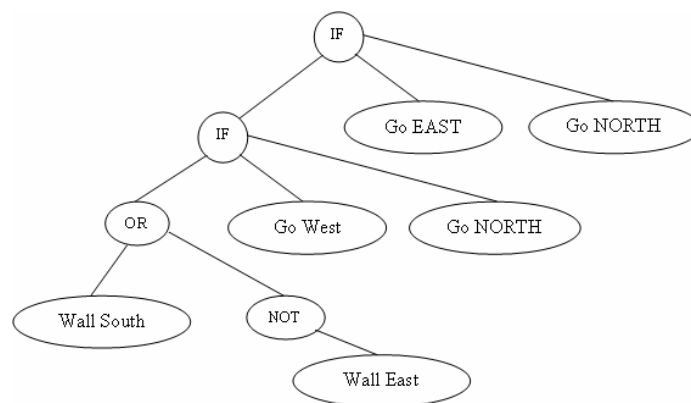 IF
Go EAST
Go NORTH
IF
OR
Go West
Go NORTH
Wall South
NOT
Wall East